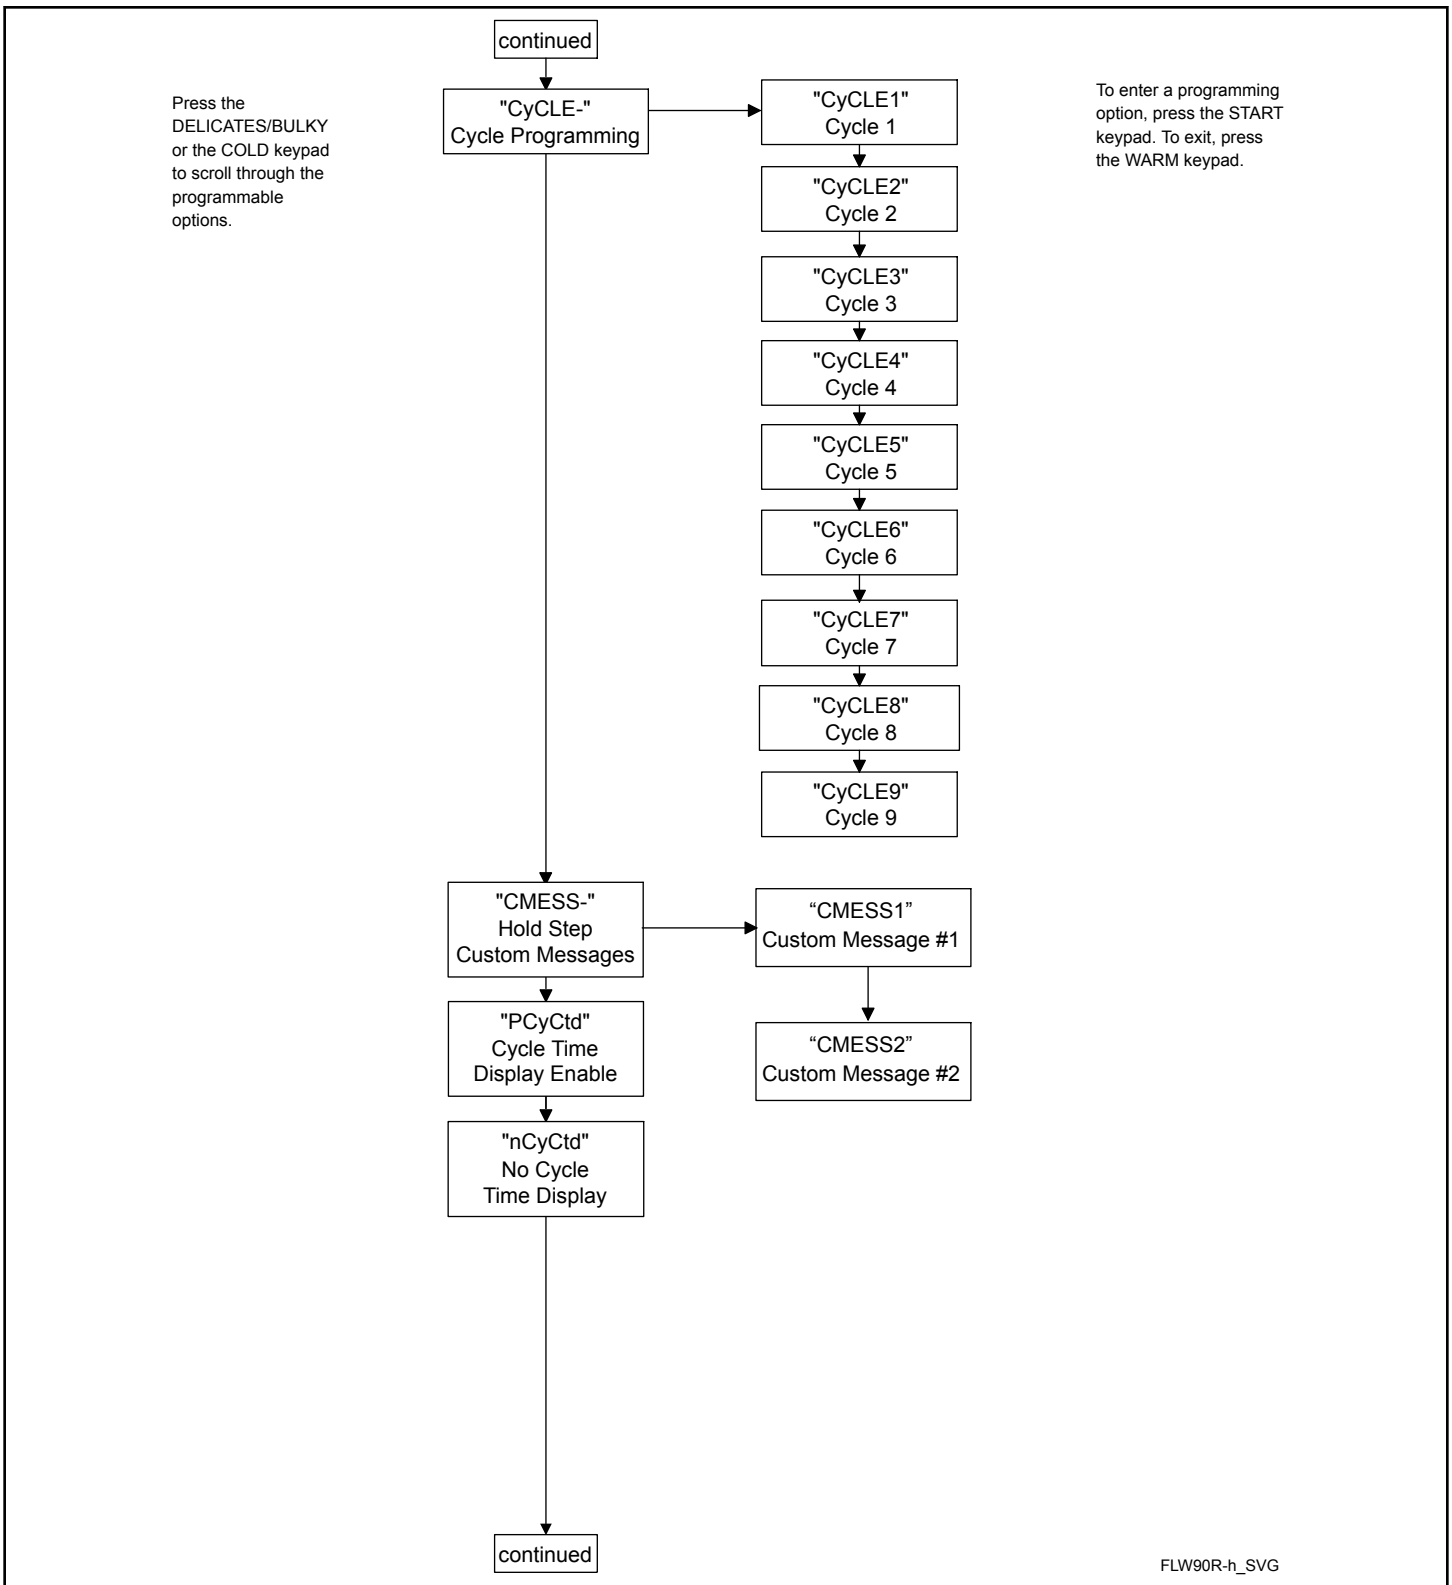 continued
Press the
DELICATES/BULKY
or the COLD keypad
to scroll through the
programmable
options.
"CyCLE-"
Cycle Programming
"CyCLE1"
Cycle 1
To enter a programming
option, press the START
keypad. To exit, press
the WARM keypad.
"CyCLE2"
Cycle 2
"CyCLE3"
Cycle 3
"CyCLE4"
Cycle 4
"CyCLE5"
Cycle 5
"CyCLE6"
Cycle 6
"CyCLE7"
Cycle 7
"CyCLE8"
Cycle 8
"CyCLE9"
Cycle 9
"CMESS-"
Hold Step
Custom Messages
“CMESS1”
Custom Message #1
"PCyCtd"
Cycle Time
Display Enable
“CMESS2”
Custom Message #2
"nCyCtd"
No Cycle
Time Display
continued
FLW90R-h_SVG